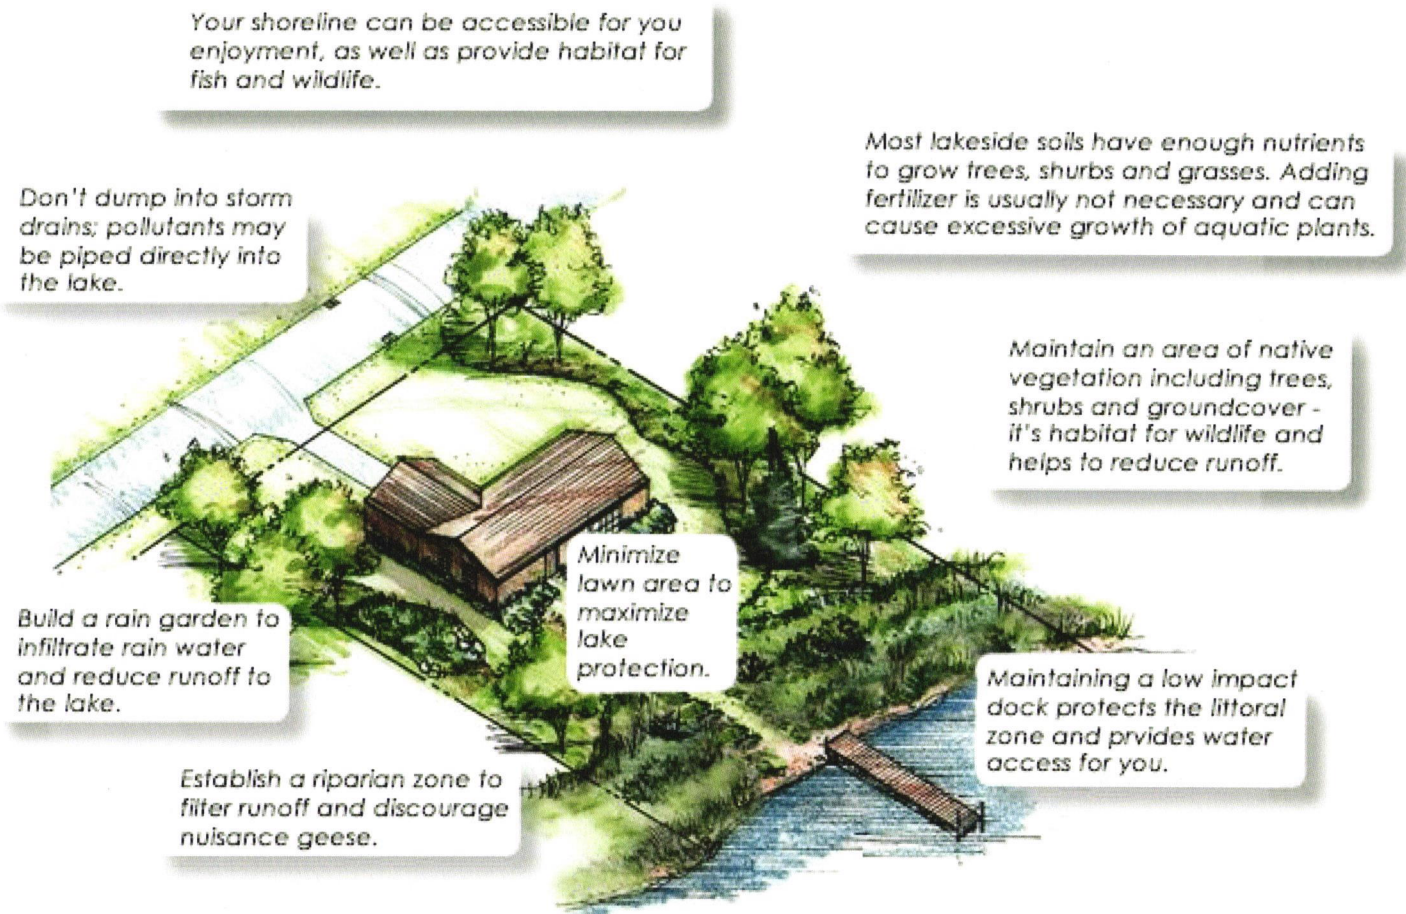 Your shoreline can be accessible for you
enjoyment, as well as provide habitat for
fish and wildlife.
Most lakeside soils have enough nutrients
to grow trees, shurbs and grasses. Adding
fertilizer is usually not necessary and can
cause excessive growth of aquatic plants.
Don't dump into storm
drains; pollutants may
be piped directly into
the lake.
Maintain an area of native
vegetation including trees,
shrubs and groundcover -
it's habitat for wildlife and
helps to reduce runoff.
Minimize
lawn area to
maximize
lake
protection.
Build a rain garden to
infiltrate rain water
and reduce runoff to
the lake.
Maintaining a low impact
dock protects the littoral
zone and prvides water
access for you.
Establish a riparian zone to
filter runoff and discourage
nuisance geese.